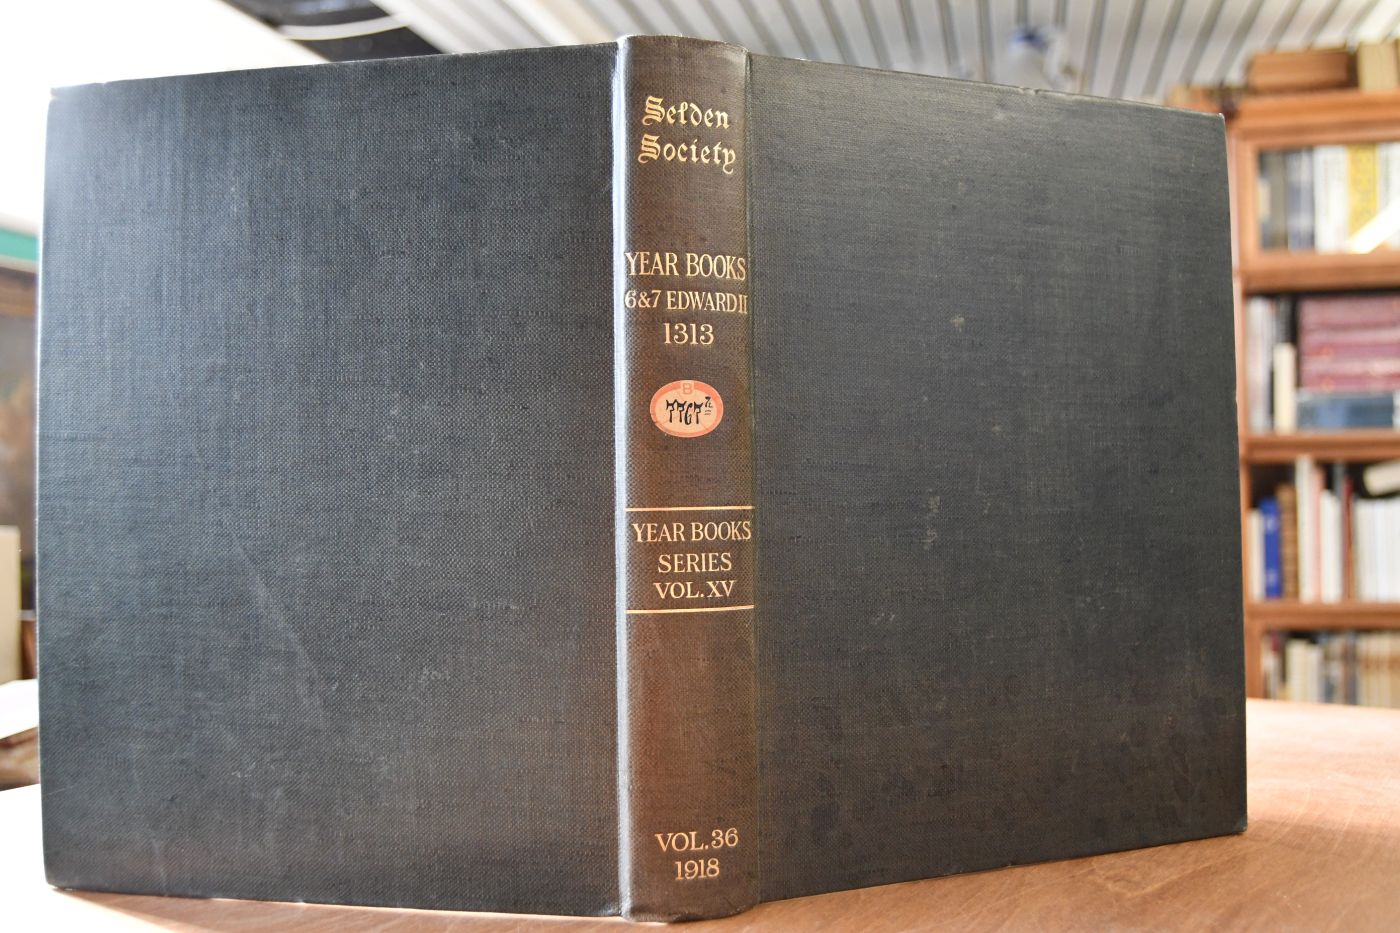 Selden
Society
YEAR BOOKS
6&7 EDWARD II
1313
B
YEAR BOOKS
SERIES
VOL.XV
VOL.36
1918